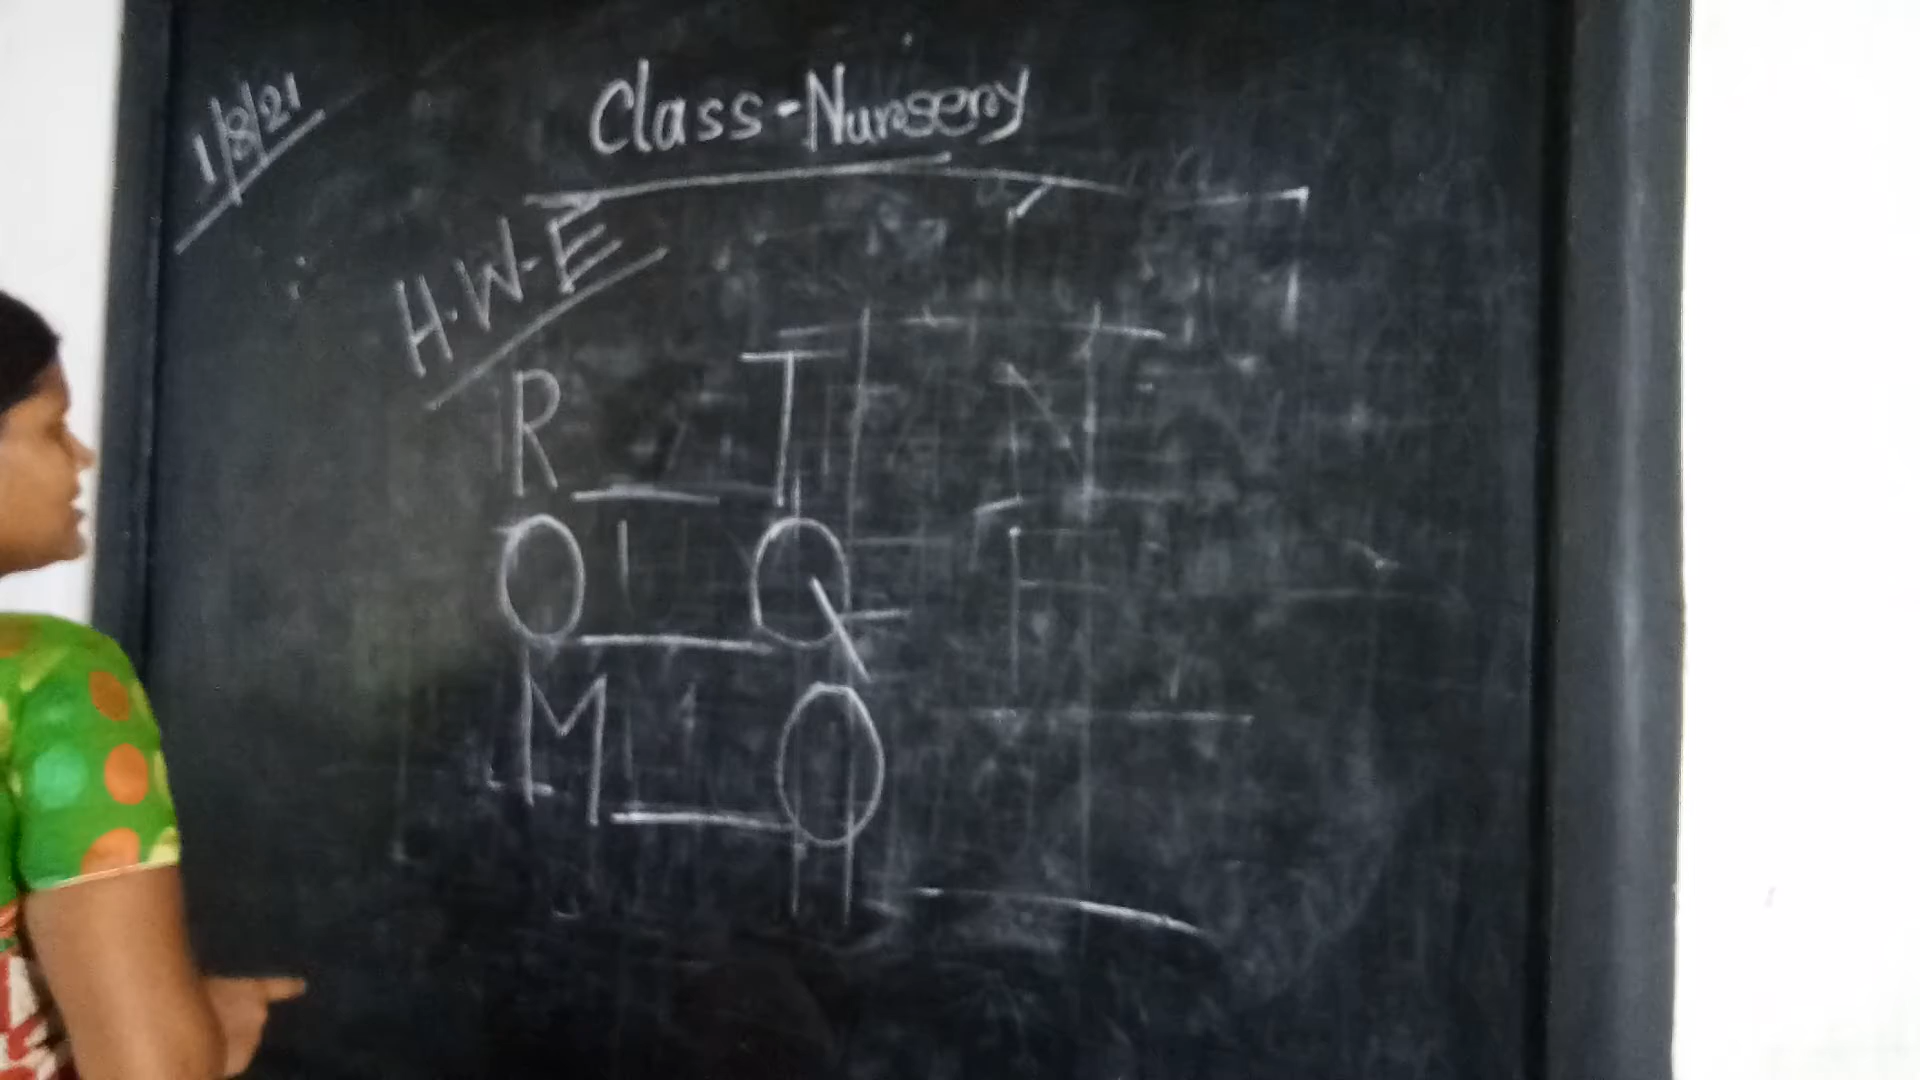 1/8/21
Class-Nursery
H.W-E
R _ T
O _ Q
M _ O